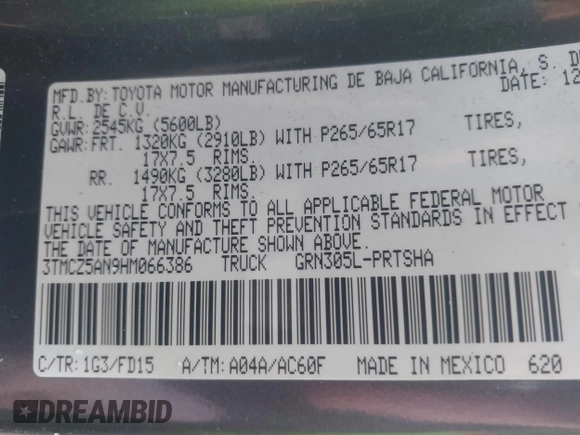 MFD.BY: TOYOTA MOTOR MANUFACTURING DE BAJA CALIFORNIA, S. DE
R.L. DE C.V. DATE: 12
GVWR: 2545KG (5600LB)
GAWR: FRT. 1320KG (2910LB) WITH P265/65R17 TIRES,
17X7.5 RIMS.
RR. 1490KG (3280LB) WITH P265/65R17 TIRES,
17X7.5 RIMS.
THIS VEHICLE CONFORMS TO ALL APPLICABLE FEDERAL MOTOR
VEHICLE SAFETY AND THEFT PREVENTION STANDARDS IN EFFECT
THE DATE OF MANUFACTURE SHOWN ABOVE.
3TMCZ5AN9HM066386 TRUCK GRN305L-PRTSHA
C/TR: 1G3/FD15 A/TM: A04A/AC60F MADE IN MEXICO 620
DREAMBID